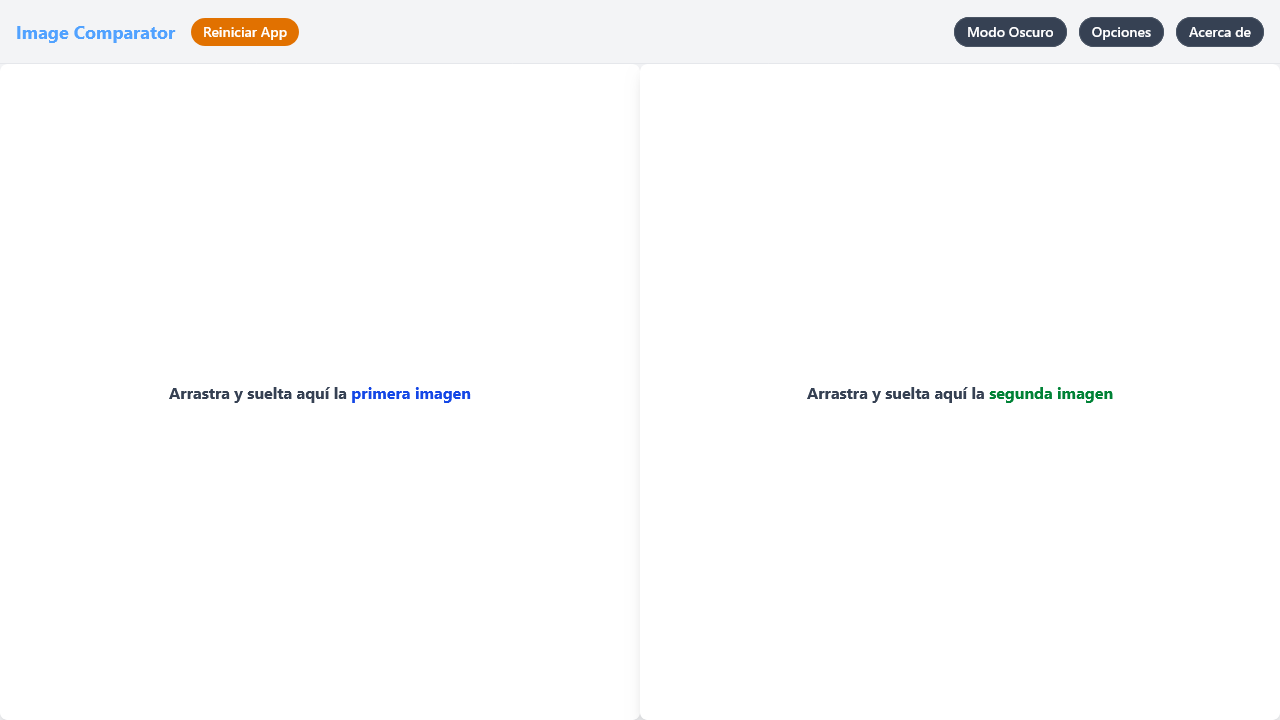 Image Comparator
Reiniciar App
Modo Oscuro
Opciones
Acerca de
Arrastra y suelta aquí la primera imagen
Arrastra y suelta aquí la segunda imagen